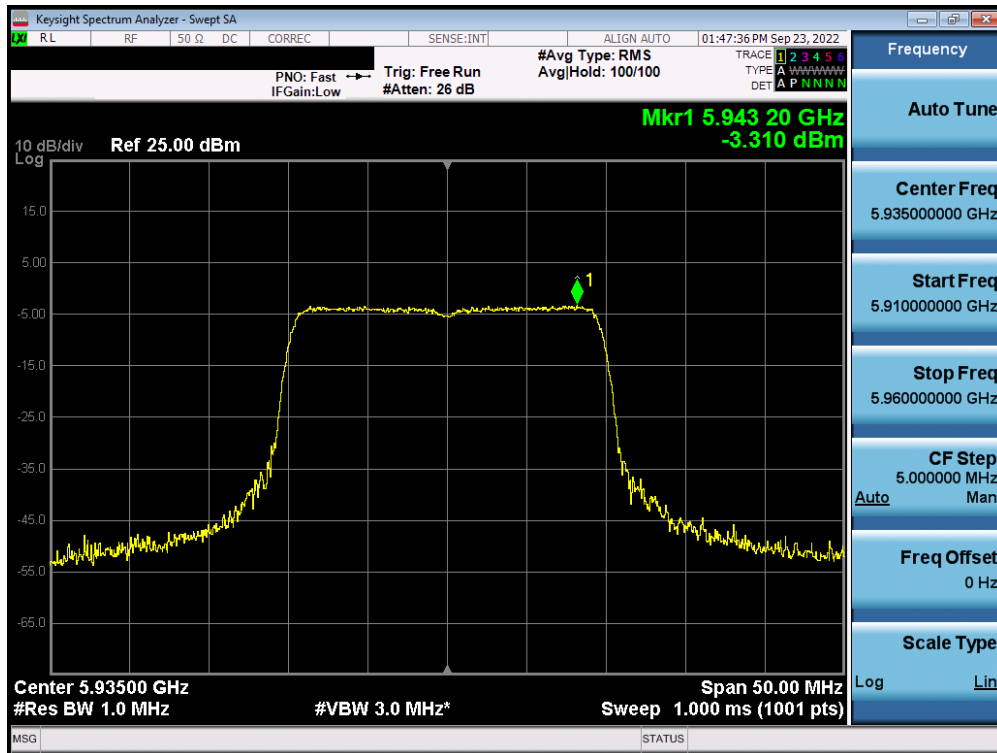 Keysight Spectrum Analyzer - Swept SA
LXI RL RF 50 Ω DC CORREC SENSE:INT ALIGN AUTO 01:47:36 PM Sep 23, 2022
PNO: Fast
IFGain:Low
Trig: Free Run
#Atten: 26 dB
#Avg Type: RMS
Avg|Hold: 100/100
TRACE 1 2 3 4 5 6
TYPE A WWWWW
DET A P N N N N
Mkr1 5.943 20 GHz
-3.310 dBm
10 dB/div Ref 25.00 dBm
Log
15.0
5.00
-5.00
-15.0
-25.0
-35.0
-45.0
-55.0
-65.0
1
Center 5.93500 GHz Span 50.00 MHz
#Res BW 1.0 MHz #VBW 3.0 MHz* Sweep 1.000 ms (1001 pts)
MSG STATUS
Frequency
Auto Tune
Center Freq
5.935000000 GHz
Start Freq
5.910000000 GHz
Stop Freq
5.960000000 GHz
CF Step
5.000000 MHz
Auto Man
Freq Offset
0 Hz
Scale Type
Log Lin